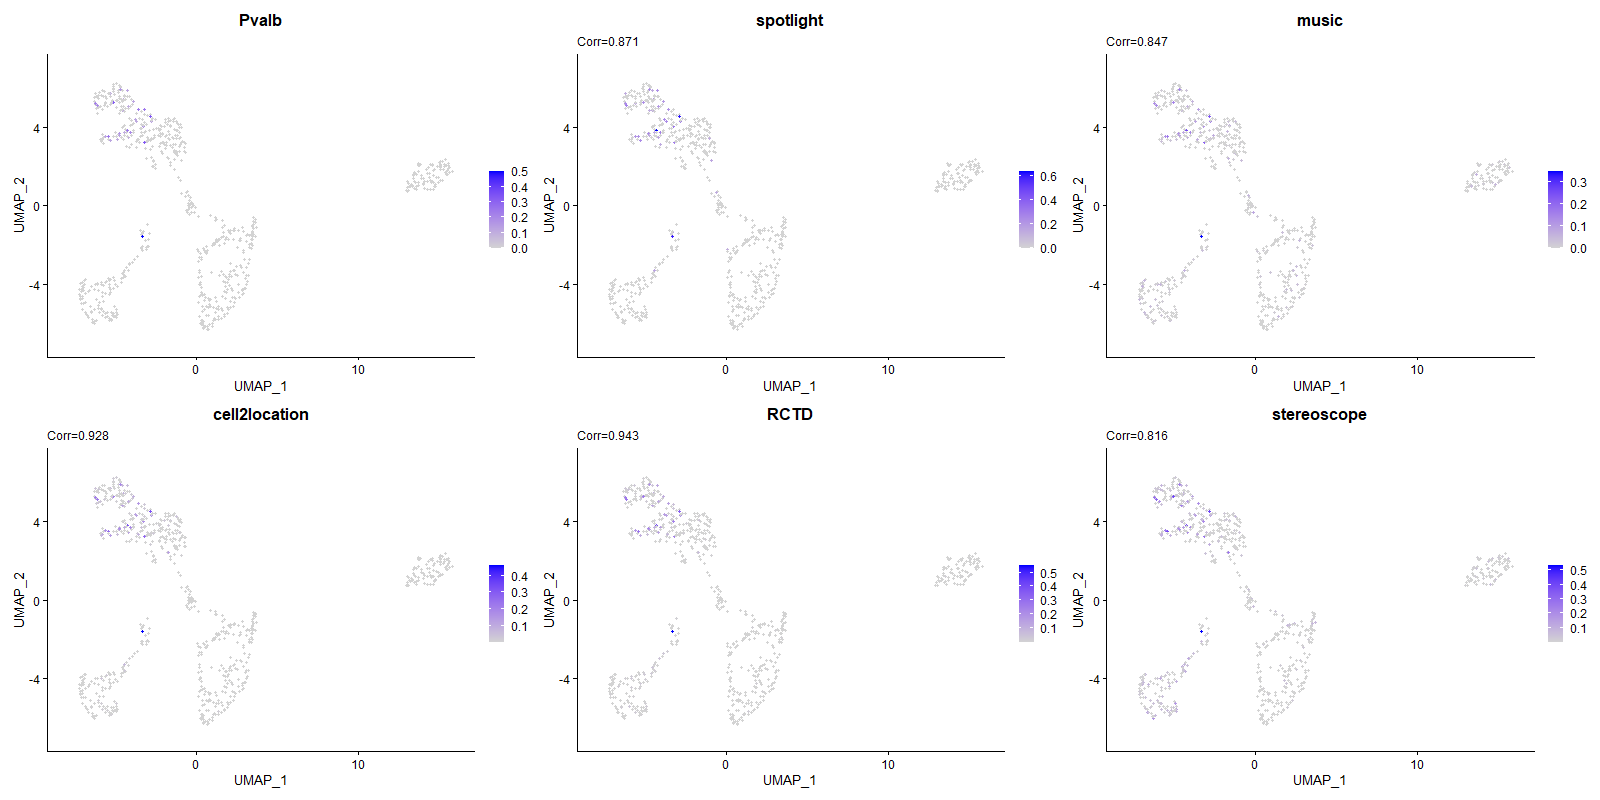 Pvalb
UMAP_2
4
0
-4
0
10
UMAP_1
0.5
0.4
0.3
0.2
0.1
0.0
spotlight
Corr=0.871
UMAP_2
4
0
-4
0
10
UMAP_1
0.6
0.4
0.2
0.0
music
Corr=0.847
UMAP_2
4
0
-4
0
10
UMAP_1
0.3
0.2
0.1
0.0
cell2location
Corr=0.928
UMAP_2
4
0
-4
0
10
UMAP_1
0.4
0.3
0.2
0.1
RCTD
Corr=0.943
UMAP_2
4
0
-4
0
10
UMAP_1
0.5
0.4
0.3
0.2
0.1
stereoscope
Corr=0.816
UMAP_2
4
0
-4
0
10
UMAP_1
0.5
0.4
0.3
0.2
0.1